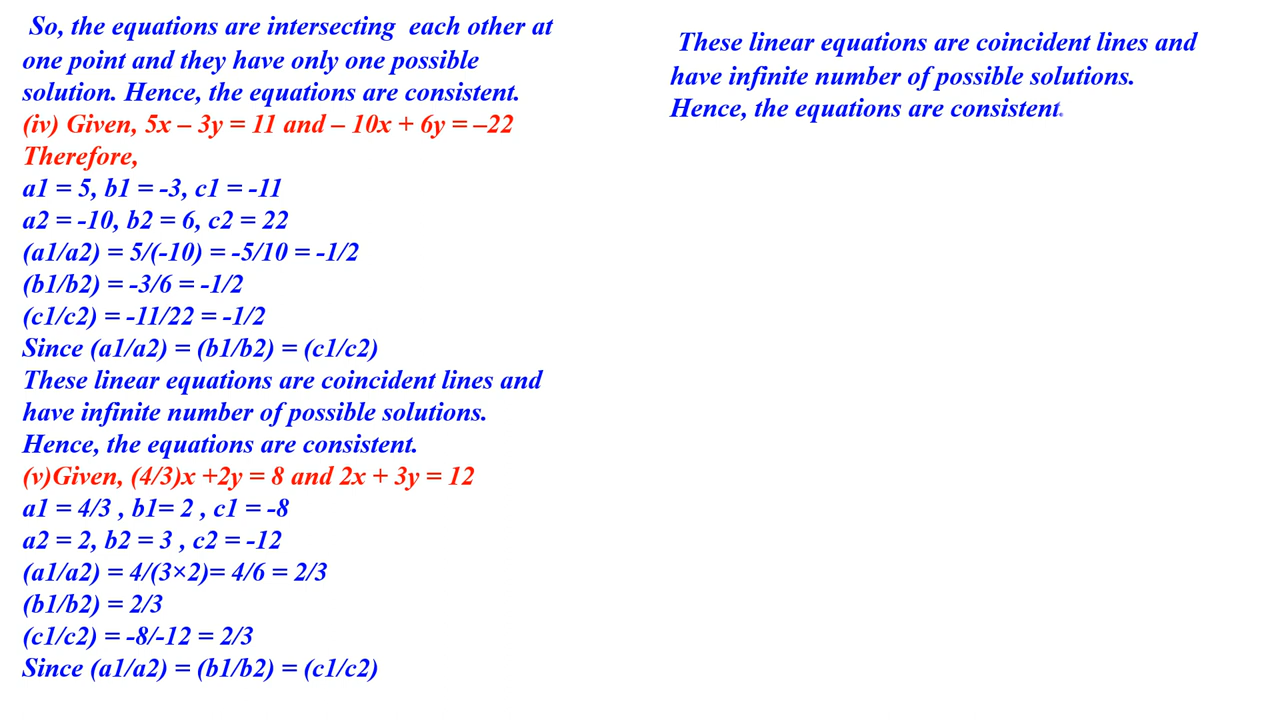 So, the equations are intersecting each other at
one point and they have only one possible
solution. Hence, the equations are consistent.
(iv) Given, 5x – 3y = 11 and – 10x + 6y = –22
Therefore,
a1 = 5, b1 = -3, c1 = -11
a2 = -10, b2 = 6, c2 = 22
(a1/a2) = 5/(-10) = -5/10 = -1/2
(b1/b2) = -3/6 = -1/2
(c1/c2) = -11/22 = -1/2
Since (a1/a2) = (b1/b2) = (c1/c2)
These linear equations are coincident lines and
have infinite number of possible solutions.
Hence, the equations are consistent.
(v)Given, (4/3)x +2y = 8 and 2x + 3y = 12
a1 = 4/3 , b1= 2 , c1 = -8
a2 = 2, b2 = 3 , c2 = -12
(a1/a2) = 4/(3×2)= 4/6 = 2/3
(b1/b2) = 2/3
(c1/c2) = -8/-12 = 2/3
Since (a1/a2) = (b1/b2) = (c1/c2)
These linear equations are coincident lines and
have infinite number of possible solutions.
Hence, the equations are consistent.